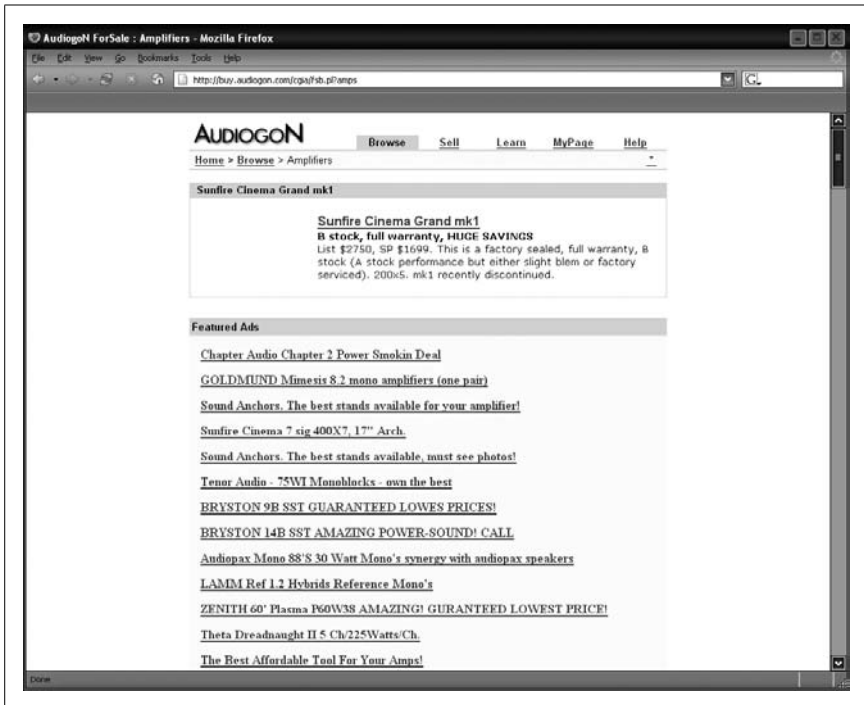 AudiogoN ForSale : Amplifiers - Mozilla Firefox
File Edit View Go Bookmarks Tools Help
http://buy.audiogon.com/cgia/fsb.pl?amps G
AUDIOGON
Browse Sell Learn MyPage Help
Home > Browse > Amplifiers
Sunfire Cinema Grand mk1
Sunfire Cinema Grand mk1
B stock, full warranty, HUGE SAVINGS
List $2750, SP $1699. This is a factory sealed, full warranty, B
stock (A stock performance but either slight blem or factory
serviced). 200x5. mk1 recently discontinued.
Featured Ads
Chapter Audio Chapter 2 Power Smokin Deal
GOLDMUND Mimesis 8.2 mono amplifiers (one pair)
Sound Anchors. The best stands available for your amplifier!
Sunfire Cinema 7 sig 400X7, 17" Arch.
Sound Anchors. The best stands available, must see photos!
Tenor Audio - 75WI Monoblocks - own the best
BRYSTON 9B SST GUARANTEED LOWES PRICES!
BRYSTON 14B SST AMAZING POWER-SOUND! CALL
Audiopax Mono 88'S 30 Watt Mono's synergy with audiopax speakers
LAMM Ref 1.2 Hybrids Reference Mono's
ZENITH 60' Plasma P60W38 AMAZING! GURANTEED LOWEST PRICE!
Theta Dreadnaught II 5 Ch/225Watts/Ch.
The Best Affordable Tool For Your Amps!
Done